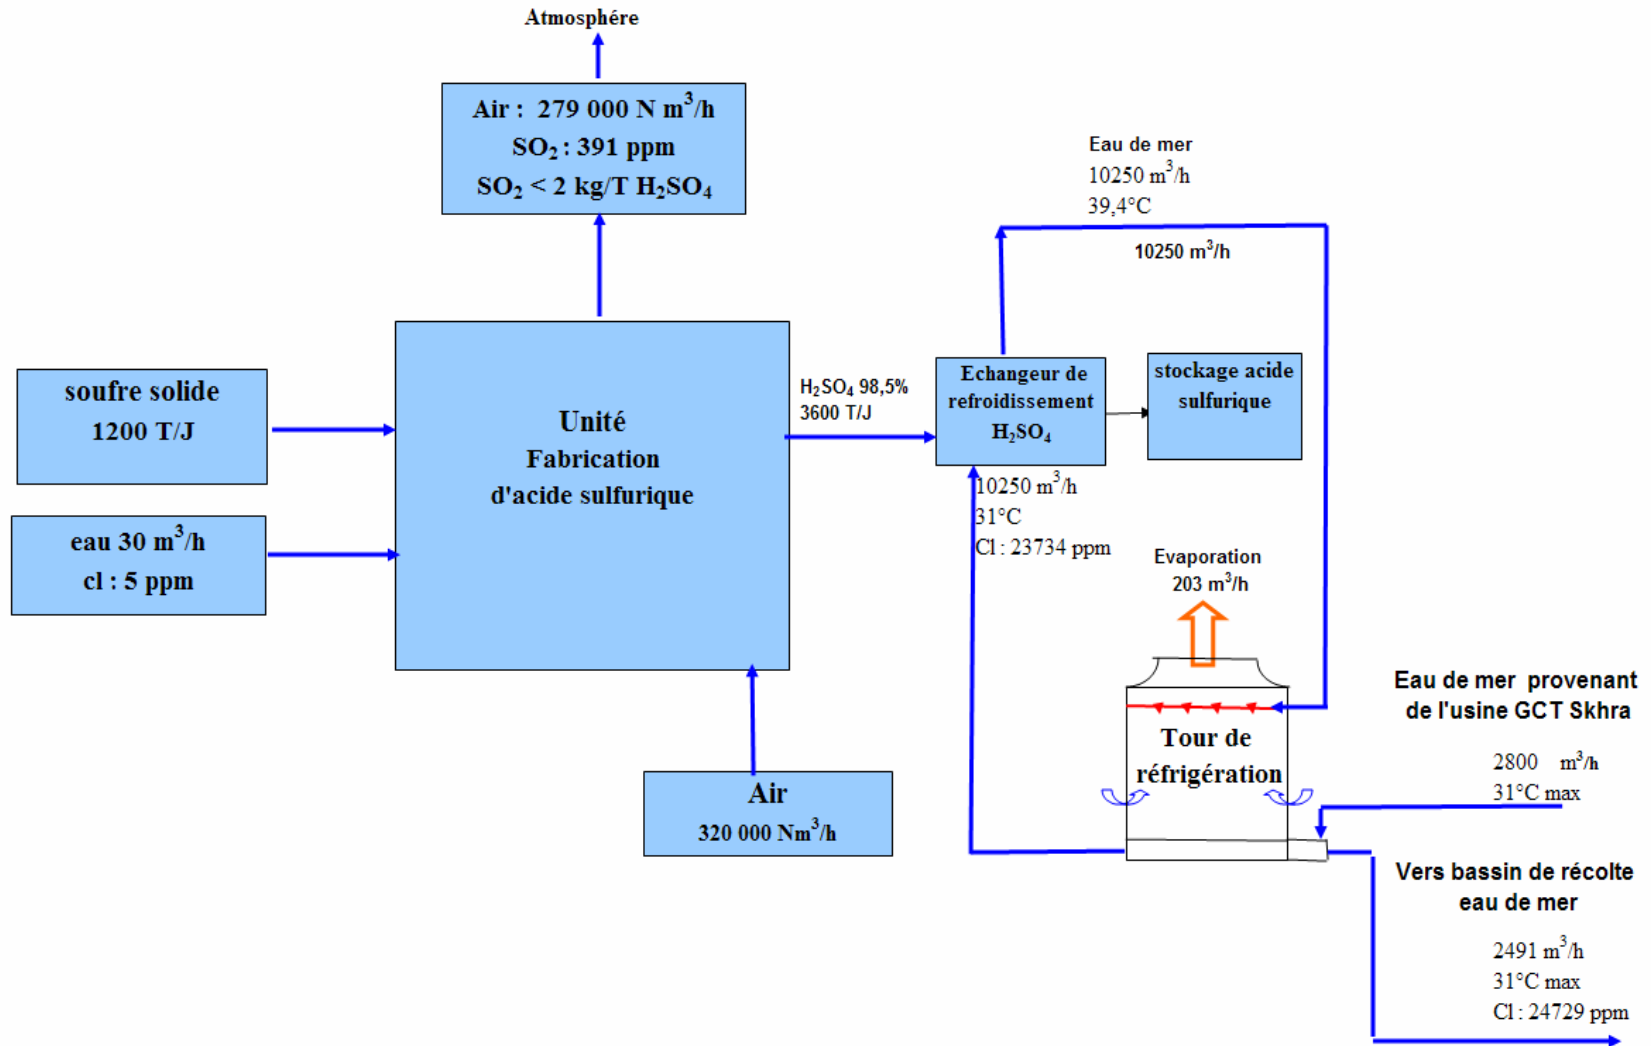 Atmosphére
Air : 279 000 N m³/h
SO₂ : 391 ppm
SO₂ < 2 kg/T H₂SO₄
Eau de mer
10250 m³/h
39,4°C
10250 m³/h
soufre solide
1200 T/J
eau 30 m³/h
cl : 5 ppm
Unité
Fabrication
d'acide sulfurique
H₂SO₄ 98,5%
3600 T/J
Echangeur de
refroidissement
H₂SO₄
stockage acide
sulfurique
10250 m³/h
31°C
Cl : 23734 ppm
Evaporation
203 m³/h
Tour de
réfrigération
Air
320 000 Nm³/h
Eau de mer provenant
de l'usine GCT Skhra
2800 m³/h
31°C max
Vers bassin de récolte
eau de mer
2491 m³/h
31°C max
Cl : 24729 ppm